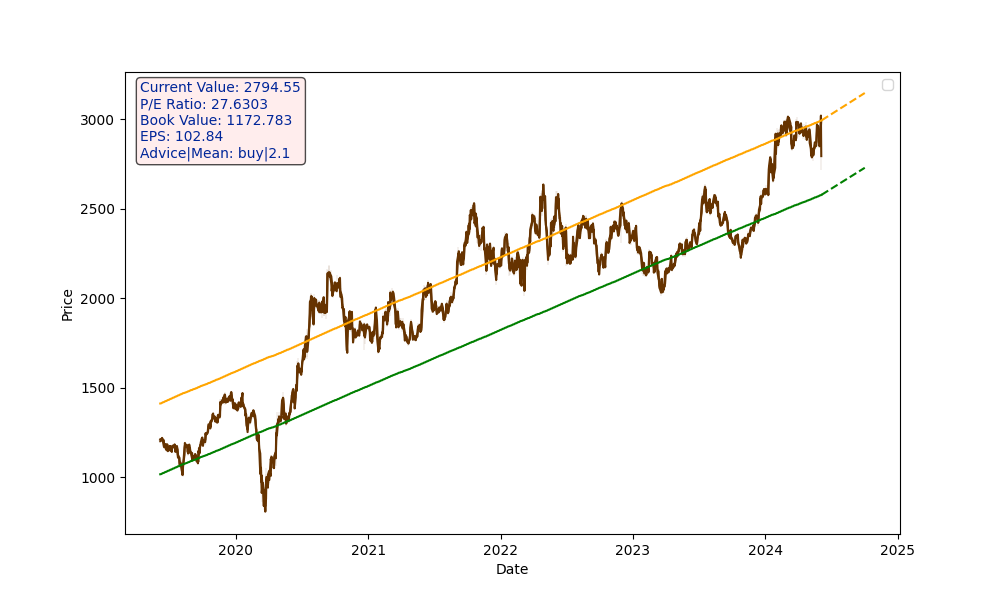 Current Value: 2794.55
P/E Ratio: 27.6303
Book Value: 1172.783
EPS: 102.84
Advice|Mean: buy|2.1
3000
2500
2000
1500
1000
Price
2020
2021
2022
2023
2024
2025
Date